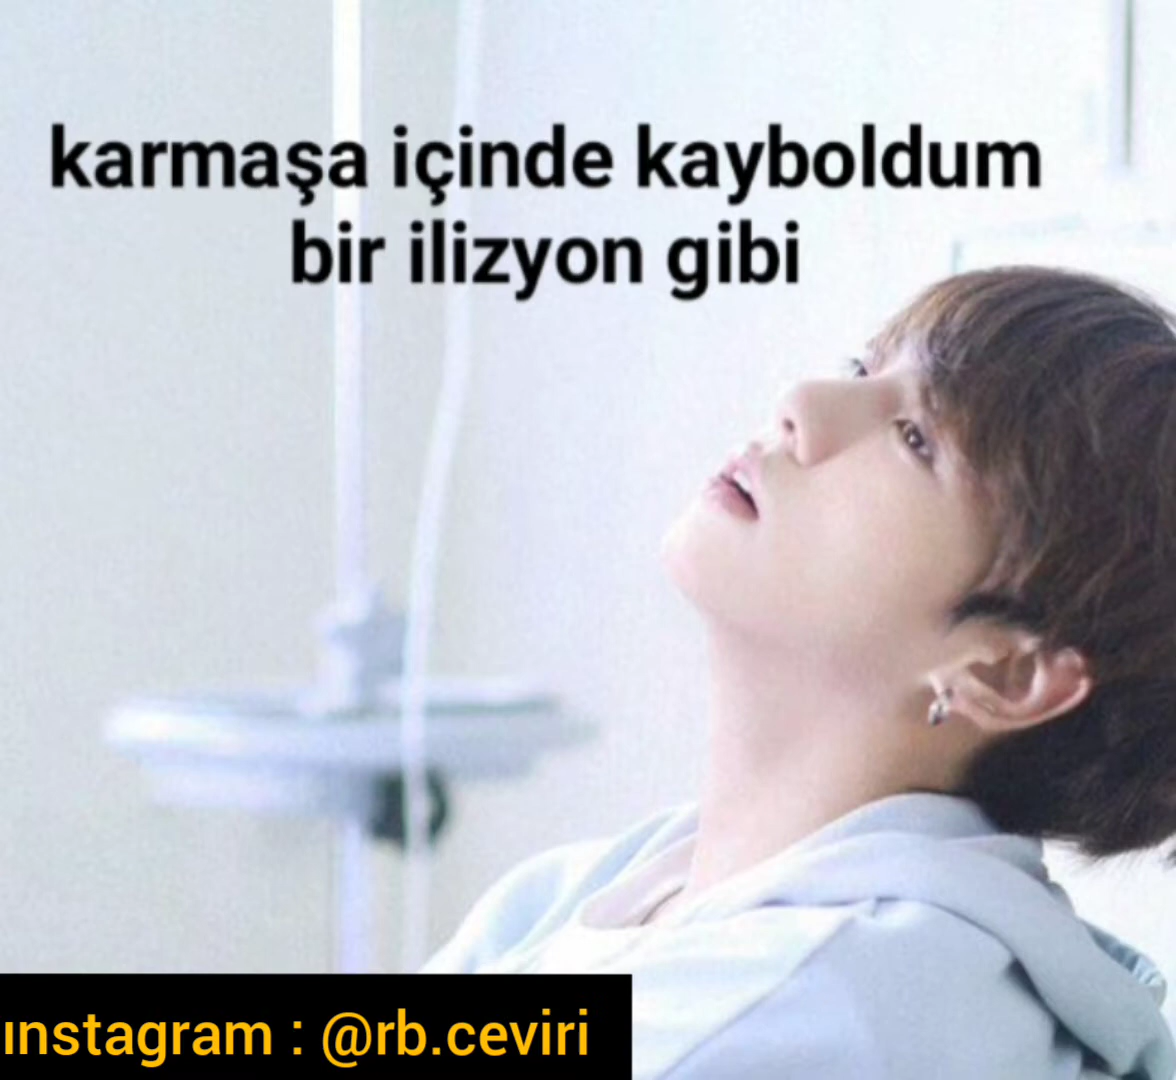 karmaşa içinde kayboldum
bir ilizyon gibi
ınstagram : @rb.ceviri